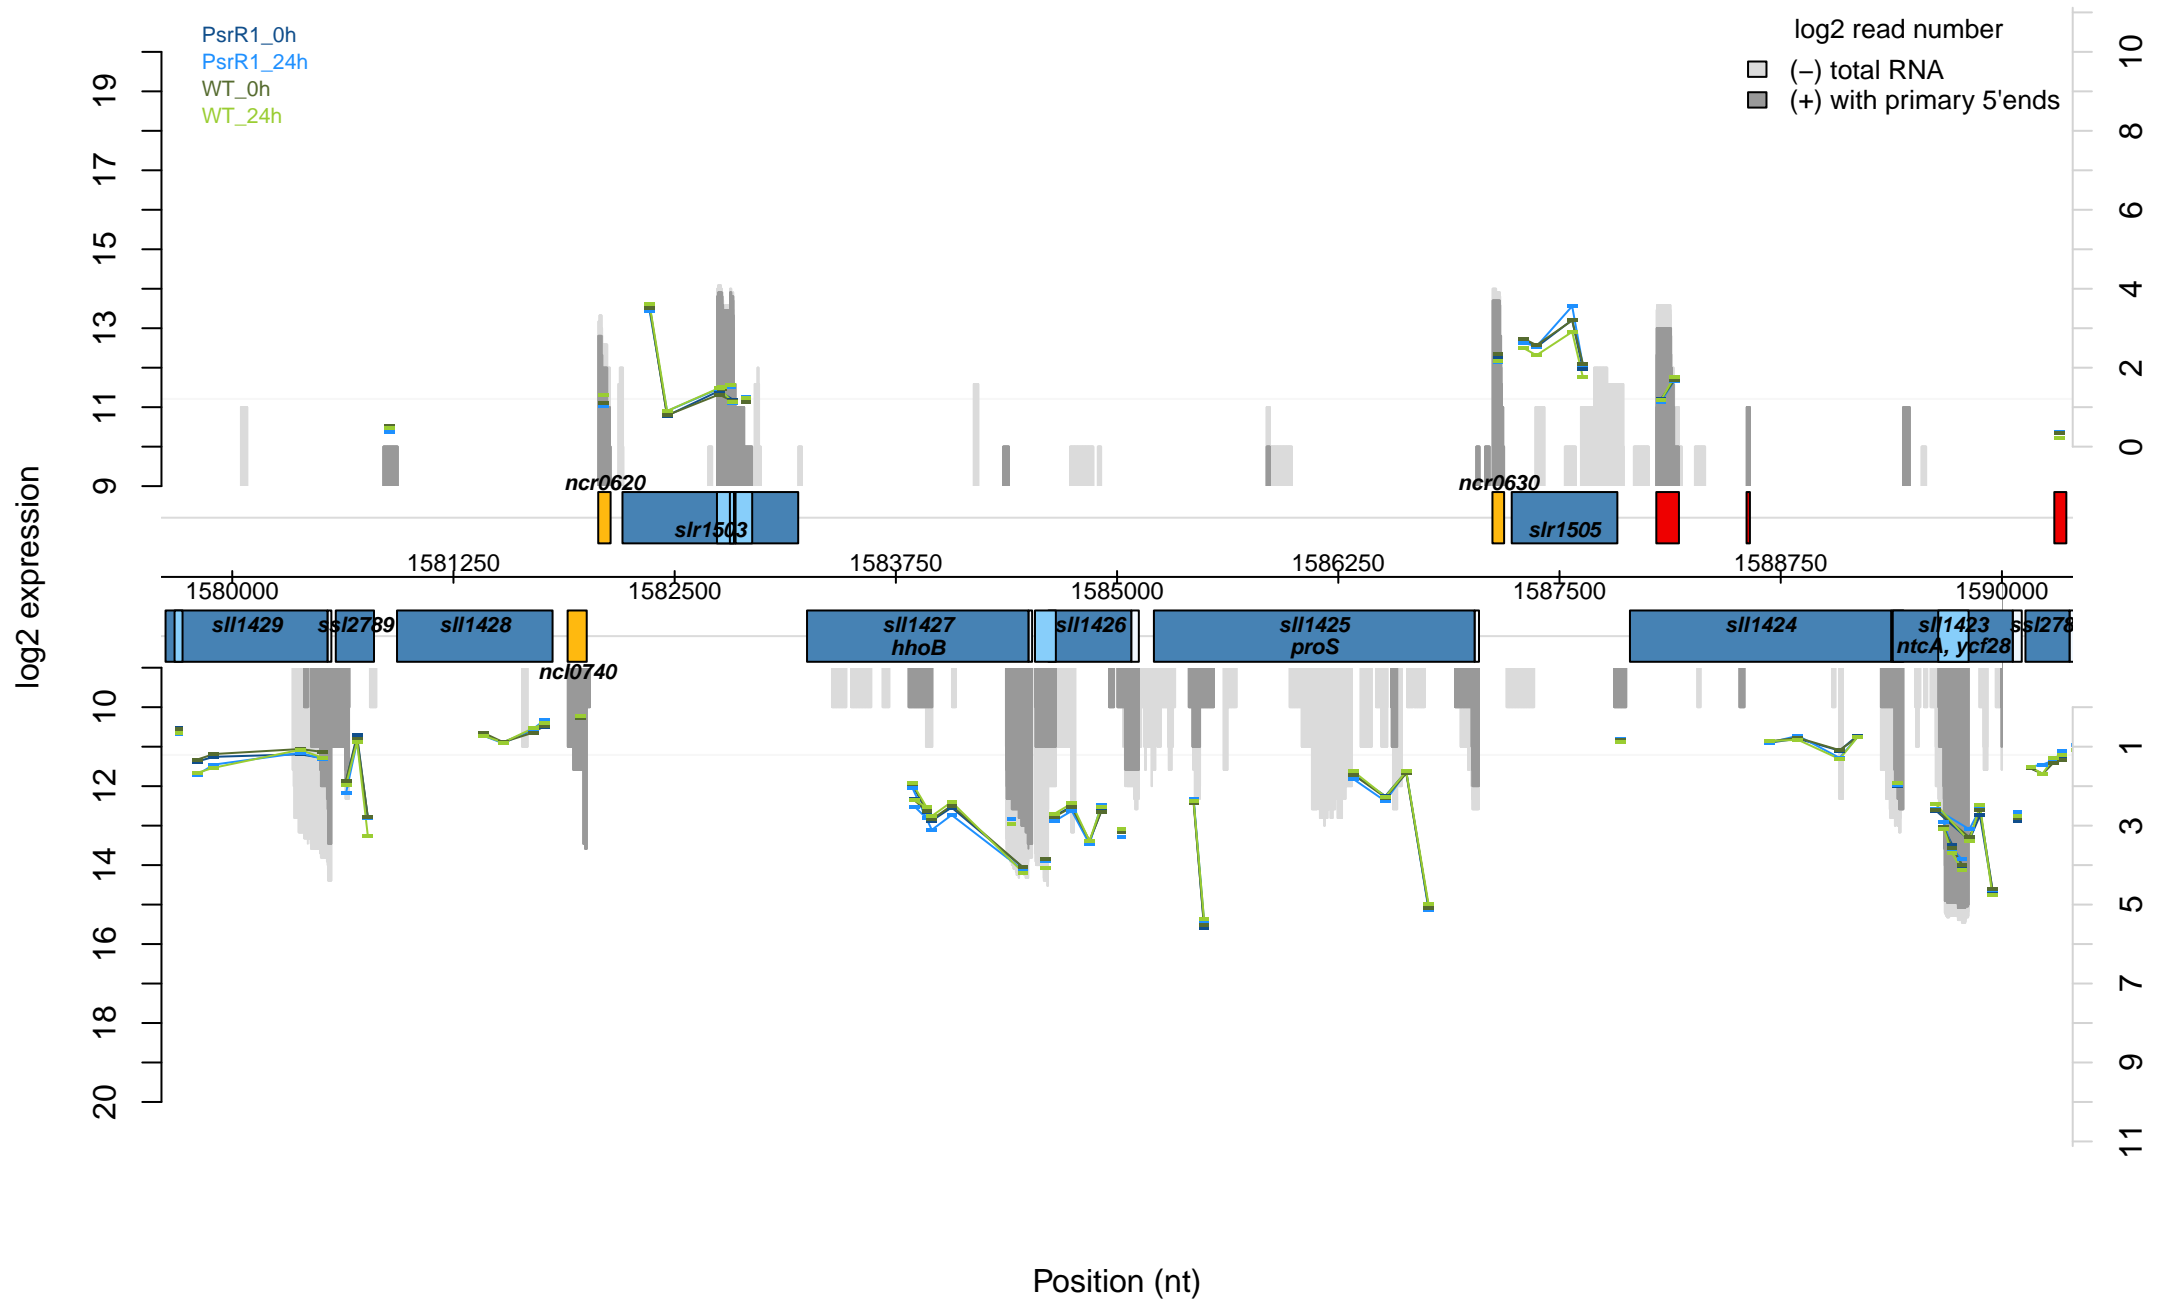 PsrR1_0h
PsrR1_24h
WT_0h
WT_24h
log2 read number
(−) total RNA
(+) with primary 5'ends
19
17
15
13
11
9
10
8
6
4
2
0
log2 expression
ncr0620
ncr0630
slr1503
slr1505
1581250
1583750
1586250
1588750
1580000
1582500
1585000
1587500
1590000
sll1429
ssl2789
sll1428
sll1427
sll1426
sll1425
sll1424
sll1423
ssl278
hhoB
proS
ntcA, ycf28
ncl0740
10
12
14
16
18
20
1
3
5
7
9
11
Position (nt)